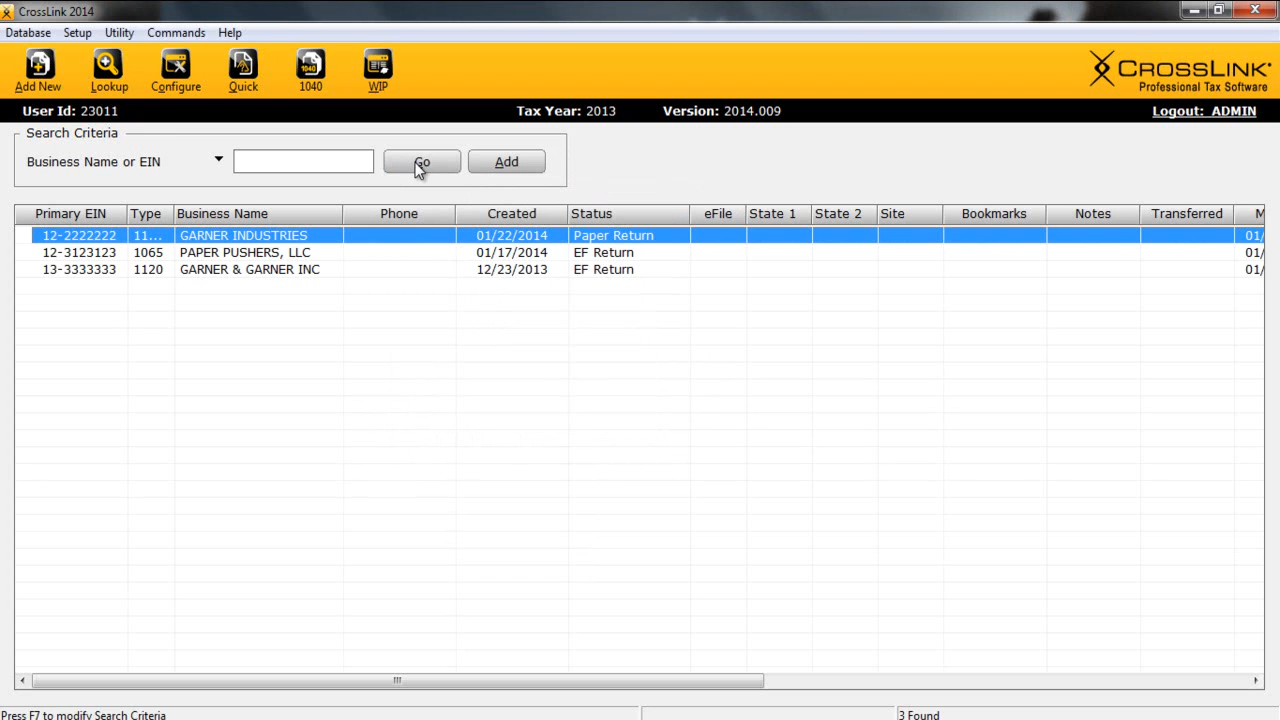 CrossLink 2014
Database Setup Utility Commands Help
Add New Lookup Configure Quick 1040 1040 WIP
CROSSLINK
Professional Tax Software
User Id: 23011 Tax Year: 2013 Version: 2014.009 Logout: ADMIN
Search Criteria
Business Name or EIN Go Add
Primary EIN Type Business Name Phone Created Status eFile State 1 State 2 Site Bookmarks Notes Transferred M
12-2222222 11... GARNER INDUSTRIES 01/22/2014 Paper Return 01/
12-3123123 1065 PAPER PUSHERS, LLC 01/17/2014 EF Return 01/
13-3333333 1120 GARNER & GARNER INC 12/23/2013 EF Return 01/
Press F7 to modify Search Criteria 3 Found